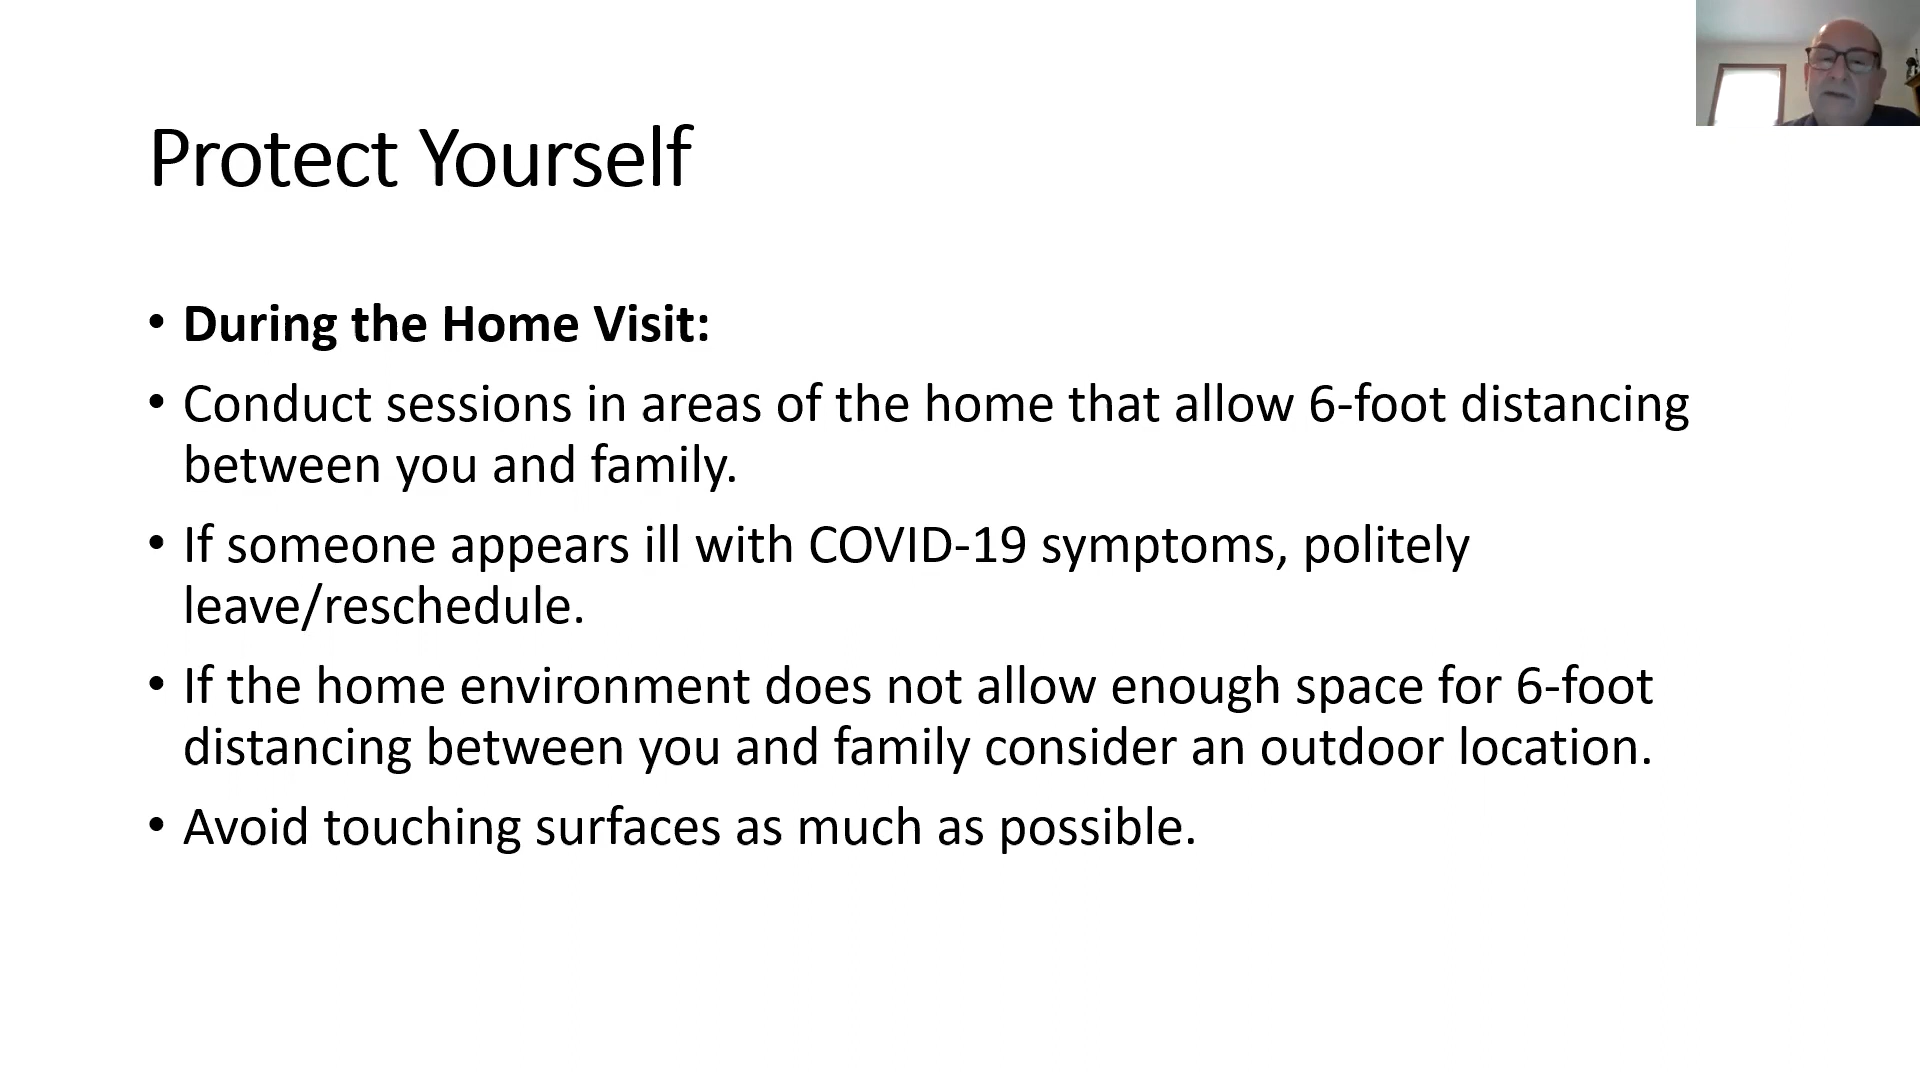 Protect Yourself
• During the Home Visit:
• Conduct sessions in areas of the home that allow 6-foot distancing
between you and family.
• If someone appears ill with COVID-19 symptoms, politely
leave/reschedule.
• If the home environment does not allow enough space for 6-foot
distancing between you and family consider an outdoor location.
• Avoid touching surfaces as much as possible.